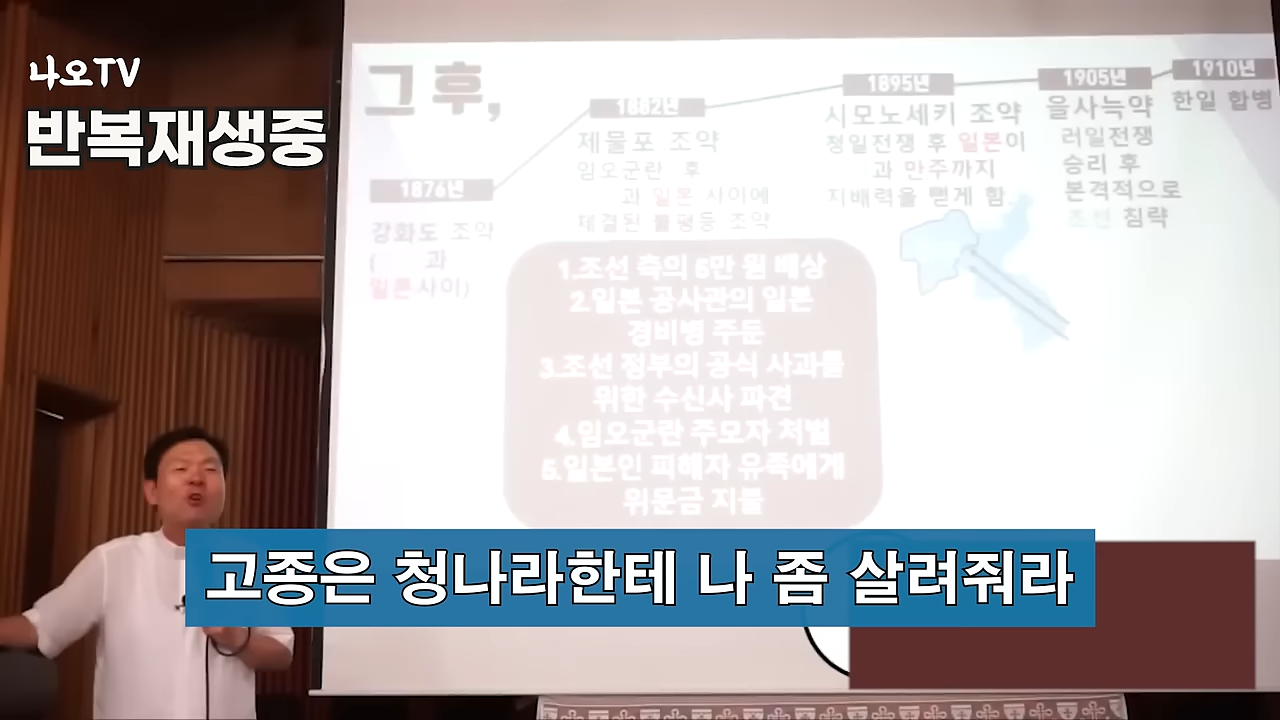 나오TV
반복재생중
그 후,
1876년
강화도 조약
( 과
일본사이)
1882년
제물포 조약
임오군란 후
과 일본 사이에
체결된 불평등 조약
1.조선 측의 5만 원 배상
2.일본 공사관의 일본
경비병 주둔
3.조선 정부의 공식 사과를
위한 수신사 파견
4.임오군란 주모자 처벌
5.일본인 피해자 유족에게
위문금 지불
1895년
시모노세키 조약
청일전쟁 후 일본이
과 만주까지
지배력을 뻗게 함
1905년
을사늑약
러일전쟁
승리 후
본격적으로
조선 침략
1910년
한일 합병
고종은 청나라한테 나 좀 살려줘라